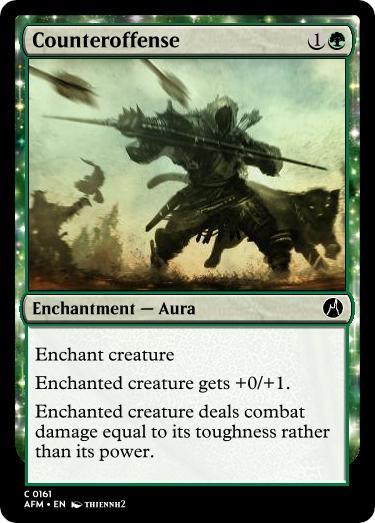 Counteroffense 1
Enchantment — Aura
Enchant creature
Enchanted creature gets +0/+1.
Enchanted creature deals combat
damage equal to its toughness rather
than its power.
C 0161
AFM • EN THIENNH2